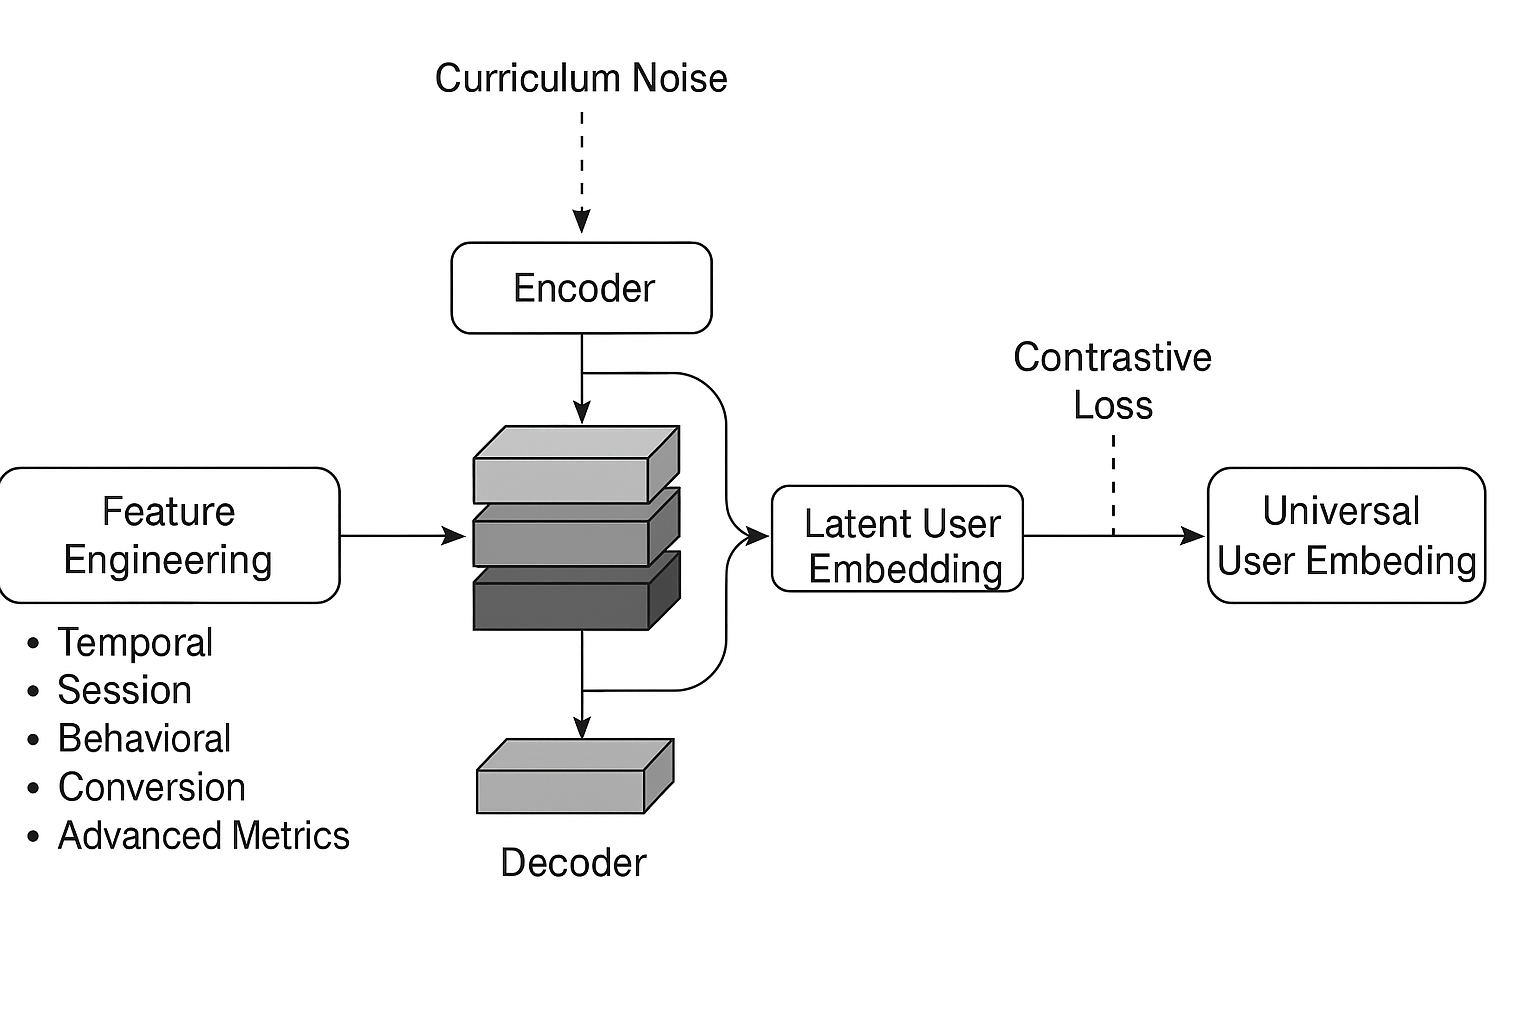 Curriculum Noise
Encoder
Contrastive
Loss
Feature
Engineering
Latent User
Embedding
Universal
User Embeding
• Temporal
• Session
• Behavioral
• Conversion
• Advanced Metrics
Decoder